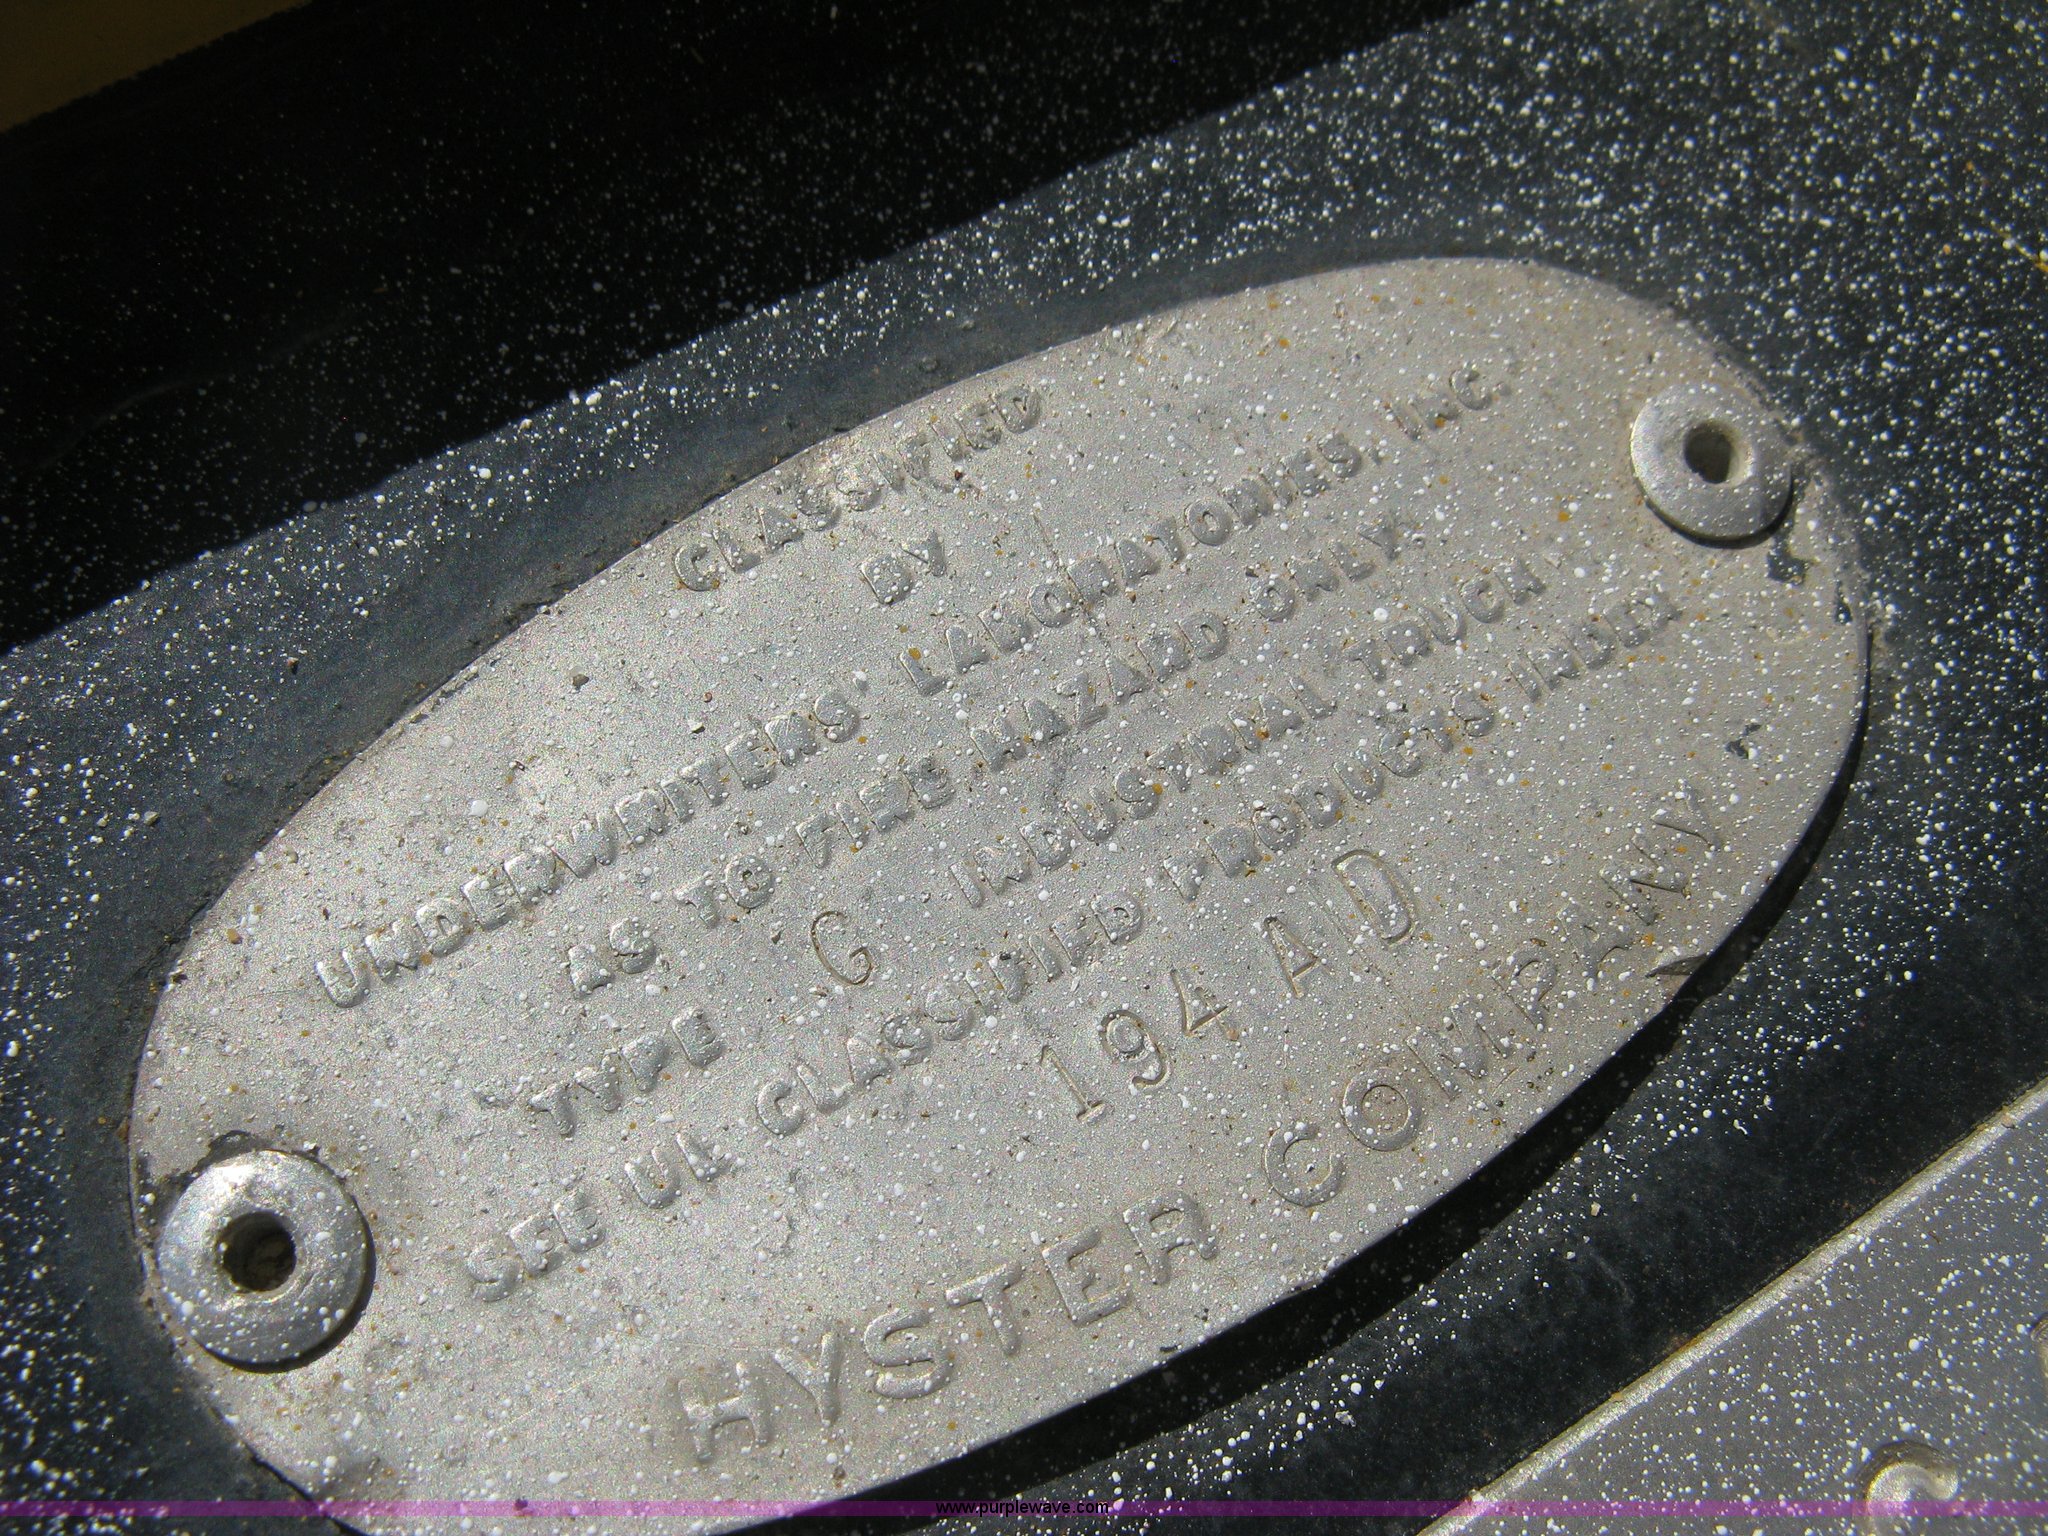 CLASSIFIED
BY
UNDERWRITERS' LABORATORIES, INC.
AS TO FIRE HAZARD ONLY.
TYPE G INDUSTRIAL TRUCK
SEE UL CLASSIFIED PRODUCTS INDEX
194 AD
HYSTER COMPANY
www.purplewave.com